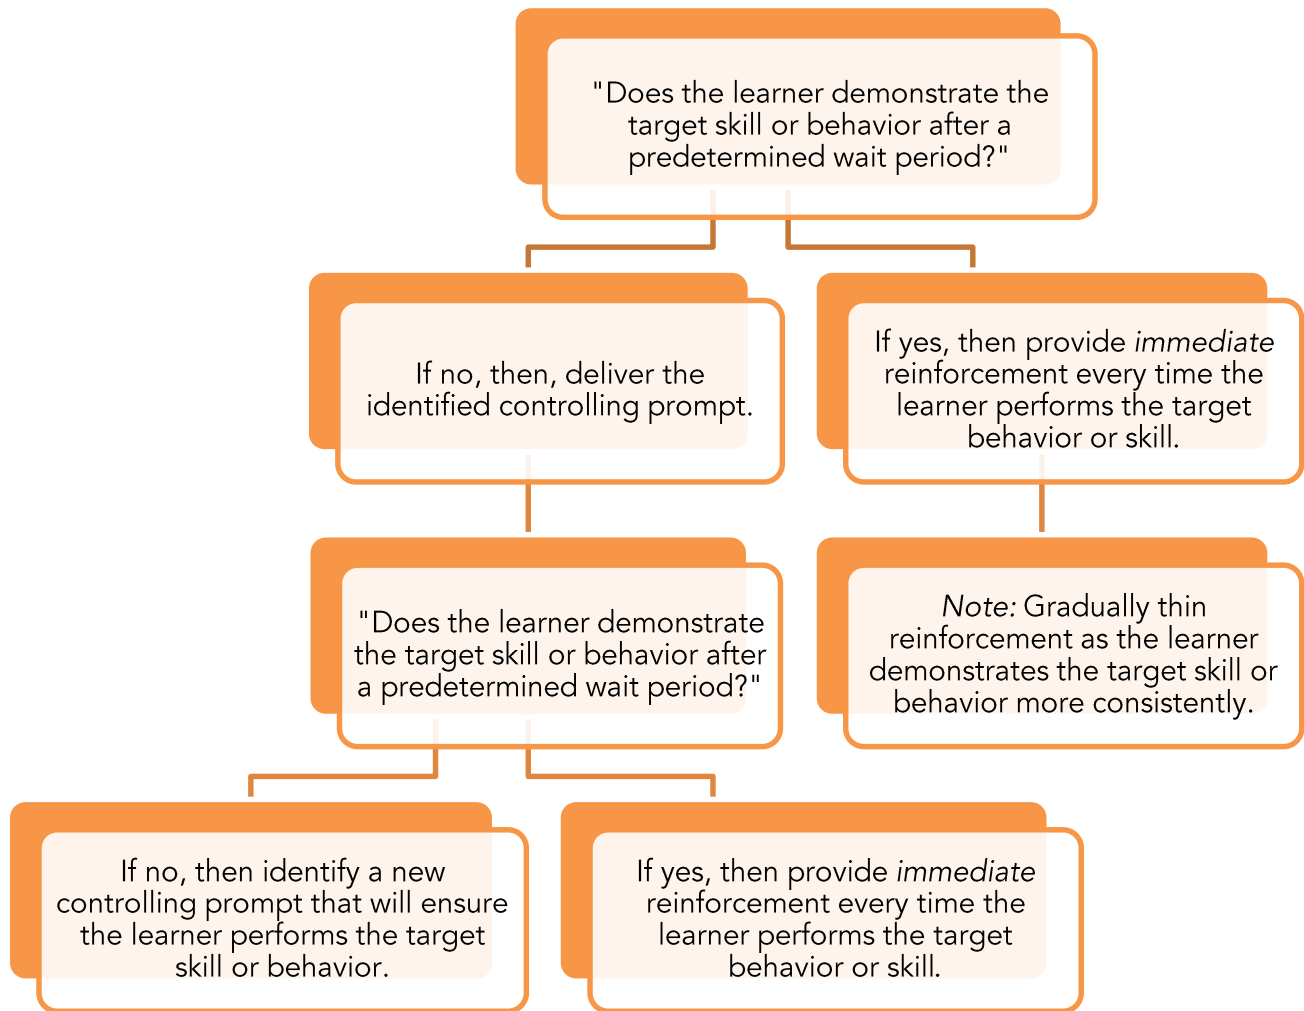 "Does the learner demonstrate the
target skill or behavior after a
predetermined wait period?"
If no, then, deliver the
identified controlling prompt.
If yes, then provide immediate
reinforcement every time the
learner performs the target
behavior or skill.
"Does the learner demonstrate
the target skill or behavior after
a predetermined wait period?"
Note: Gradually thin
reinforcement as the learner
demonstrates the target skill or
behavior more consistently.
If no, then identify a new
controlling prompt that will ensure
the learner performs the target
skill or behavior.
If yes, then provide immediate
reinforcement every time the
learner performs the target
behavior or skill.